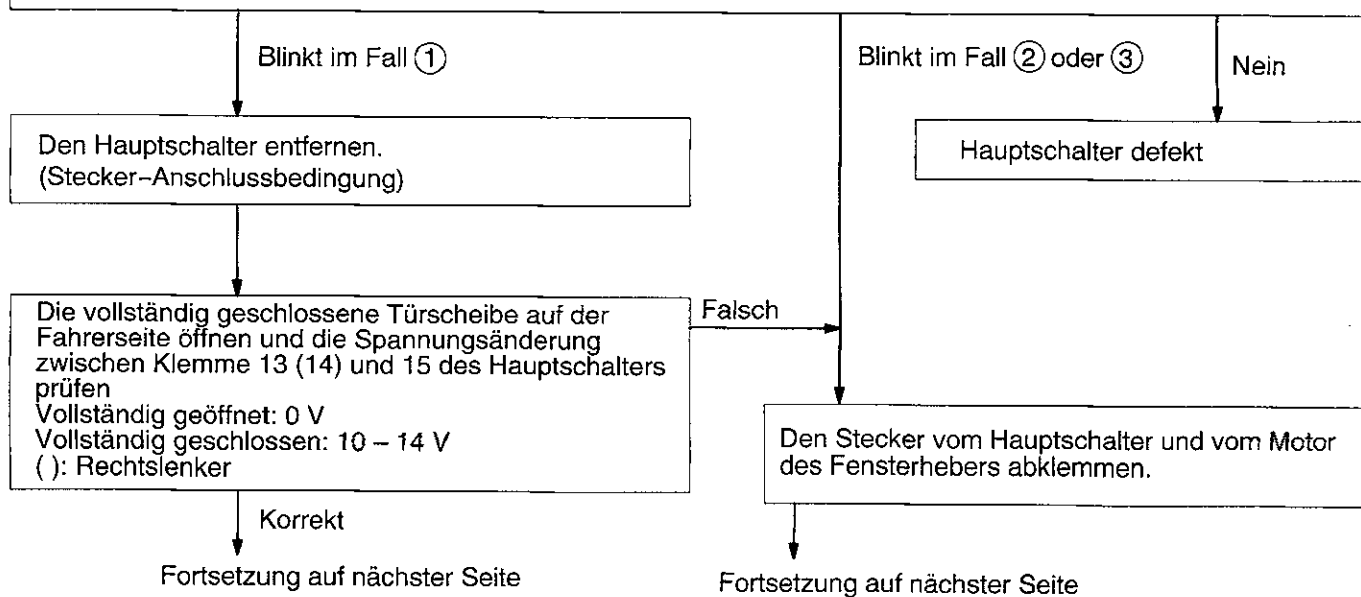 Blinkt im Fall ①
Blinkt im Fall ② oder ③
Nein
Den Hauptschalter entfernen.
(Stecker–Anschlussbedingung)
Hauptschalter defekt
Die vollständig geschlossene Türscheibe auf der
Fahrerseite öffnen und die Spannungsänderung
zwischen Klemme 13 (14) und 15 des Hauptschalters
prüfen
Vollständig geöffnet: 0 V
Vollständig geschlossen: 10 – 14 V
( ): Rechtslenker
Falsch
Den Stecker vom Hauptschalter und vom Motor
des Fensterhebers abklemmen.
Korrekt
Fortsetzung auf nächster Seite
Fortsetzung auf nächster Seite